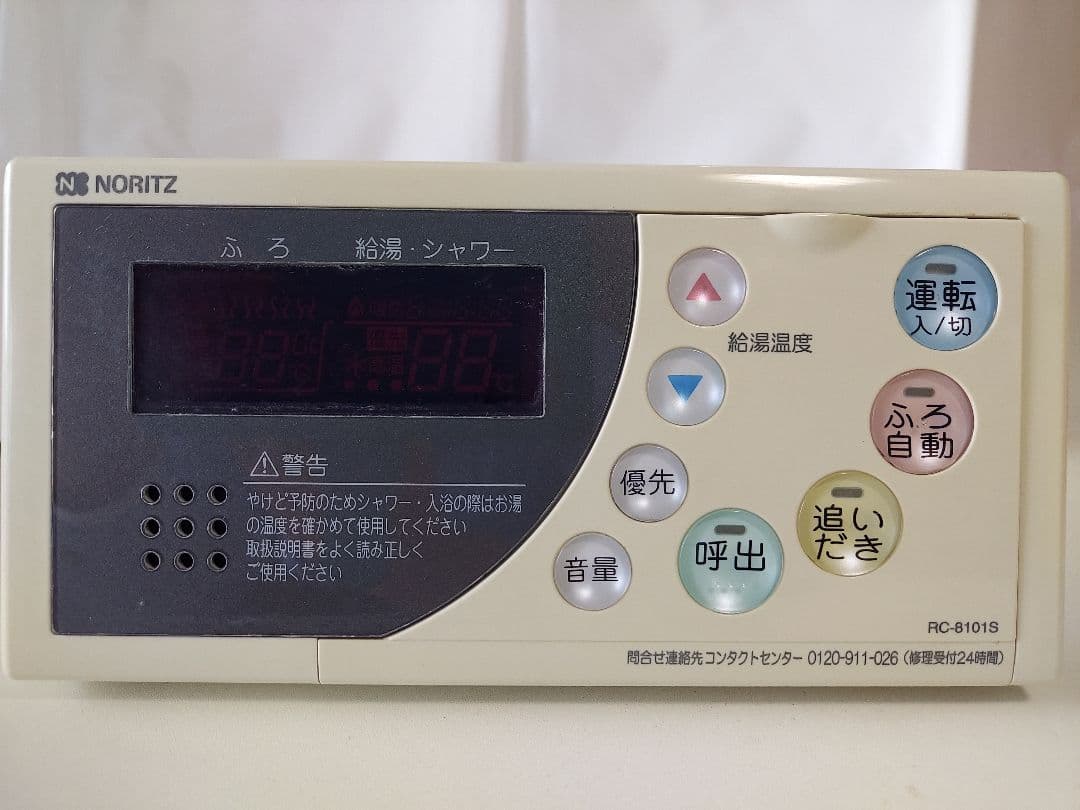 NORITZ
ふろ 給湯・シャワー
給湯温度
運転
入/切
ふろ
自動
優先
追い
だき
呼出
音量
警告
やけど予防のためシャワー・入浴の際はお湯
の温度を確かめて使用してください
取扱説明書をよく読み正しく
ご使用ください
RC-8101S
問合せ連絡先コンタクトセンター 0120-911-026（修理受付24時間）